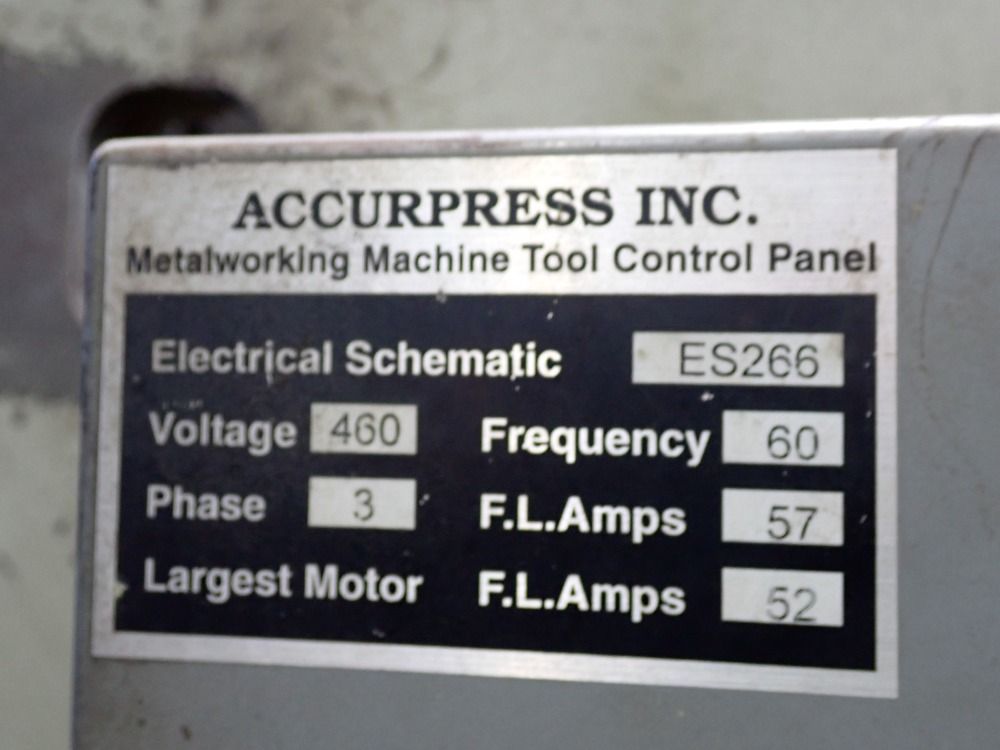 ACCURPRESS INC.
Metalworking Machine Tool Control Panel
Electrical Schematic ES266
Voltage 460 Frequency 60
Phase 3 F.L.Amps 57
Largest Motor F.L.Amps 52